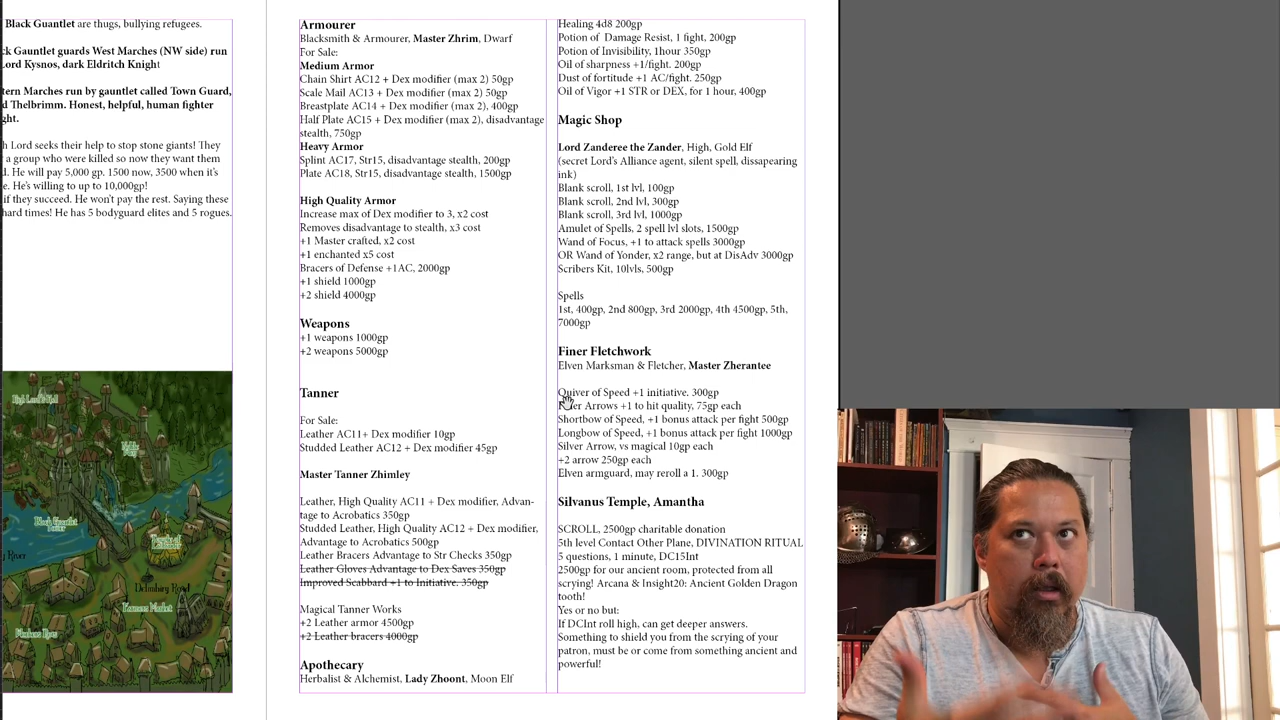 Black Guantlet are thugs, bullying refugees.
ck Gauntlet guards West Marches (NW side) run
Lord Kysnos, dark Eldritch Knight
tern Marches run by gauntlet called Town Guard,
d Thelbrimm. Honest, helpful, human fighter
ght.
h Lord seeks their help to stop stone giants! They
a group who were killed so now they want them
d. He will pay 5,000 gp. 1500 now, 3500 when it's
e. He's willing to up to 10,000gp!
if they succeed. He won't pay the rest. Saying these
hard times! He has 5 bodyguard elites and 5 rogues.
High Lord's Hall
River
Delimbiyr Road
Armourer
Blacksmith & Armourer, Master Zhrim, Dwarf
For Sale:
Medium Armor
Chain Shirt AC12 + Dex modifier (max 2) 50gp
Scale Mail AC13 + Dex modifier (max 2) 50gp
Breastplate AC14 + Dex modifier (max 2), 400gp
Half Plate AC15 + Dex modifier (max 2), disadvantage
stealth, 750gp
Heavy Armor
Splint AC17, Str15, disadvantage stealth, 200gp
Plate AC18, Str15, disadvantage stealth, 1500gp
High Quality Armor
Increase max of Dex modifier to 3, x2 cost
Removes disadvantage to stealth, x3 cost
+1 Master crafted, x2 cost
+1 enchanted x5 cost
Bracers of Defense +1AC, 2000gp
+1 shield 1000gp
+2 shield 4000gp
Weapons
+1 weapons 1000gp
+2 weapons 5000gp
Tanner
For Sale:
Leather AC11+ Dex modifier 10gp
Studded Leather AC12 + Dex modifier 45gp
Master Tanner Zhimley
Leather, High Quality AC11 + Dex modifier, Advan-
tage to Acrobatics 350gp
Studded Leather, High Quality AC12 + Dex modifier,
Advantage to Acrobatics 500gp
Leather Bracers Advantage to Str Checks 350gp
Leather Gloves Advantage to Dex Saves 350gp
Improved Scabbard +1 to Initiative. 350gp
Magical Tanner Works
+2 Leather armor 4500gp
+2 Leather bracers 4000gp
Apothecary
Herbalist & Alchemist, Lady Zhoont, Moon Elf
Healing 4d8 200gp
Potion of Damage Resist, 1 fight, 200gp
Potion of Invisibility, 1hour 350gp
Oil of sharpness +1/fight. 200gp
Dust of fortitude +1 AC/fight. 250gp
Oil of Vigor +1 STR or DEX, for 1 hour, 400gp
Magic Shop
Lord Zanderee the Zander, High, Gold Elf
(secret Lord's Alliance agent, silent spell, dissapearing
ink)
Blank scroll, 1st lvl, 100gp
Blank scroll, 2nd lvl, 300gp
Blank scroll, 3rd lvl, 1000gp
Amulet of Spells, 2 spell lvl slots, 1500gp
Wand of Focus, +1 to attack spells 3000gp
OR Wand of Yonder, x2 range, but at DisAdv 3000gp
Scribers Kit, 10lvls, 500gp
Spells
1st, 400gp, 2nd 800gp, 3rd 2000gp, 4th 4500gp, 5th,
7000gp
Finer Fletchwork
Elven Marksman & Fletcher, Master Zherantee
Quiver of Speed +1 initiative. 300gp
Arrows +1 to hit quality, 75gp each
Shortbow of Speed, +1 bonus attack per fight 500gp
Longbow of Speed, +1 bonus attack per fight 1000gp
Silver Arrow, vs magical 10gp each
+2 arrow 250gp each
Elven armguard, may reroll a 1. 300gp
Silvanus Temple, Amantha
SCROLL, 2500gp charitable donation
5th level Contact Other Plane, DIVINATION RITUAL
5 questions, 1 minute, DC15Int
2500gp for our ancient room, protected from all
scrying! Arcana & Insight20: Ancient Golden Dragon
tooth!
Yes or no but:
If DCInt roll high, can get deeper answers.
Something to shield you from the scrying of your
patron, must be or come from something ancient and
powerful!